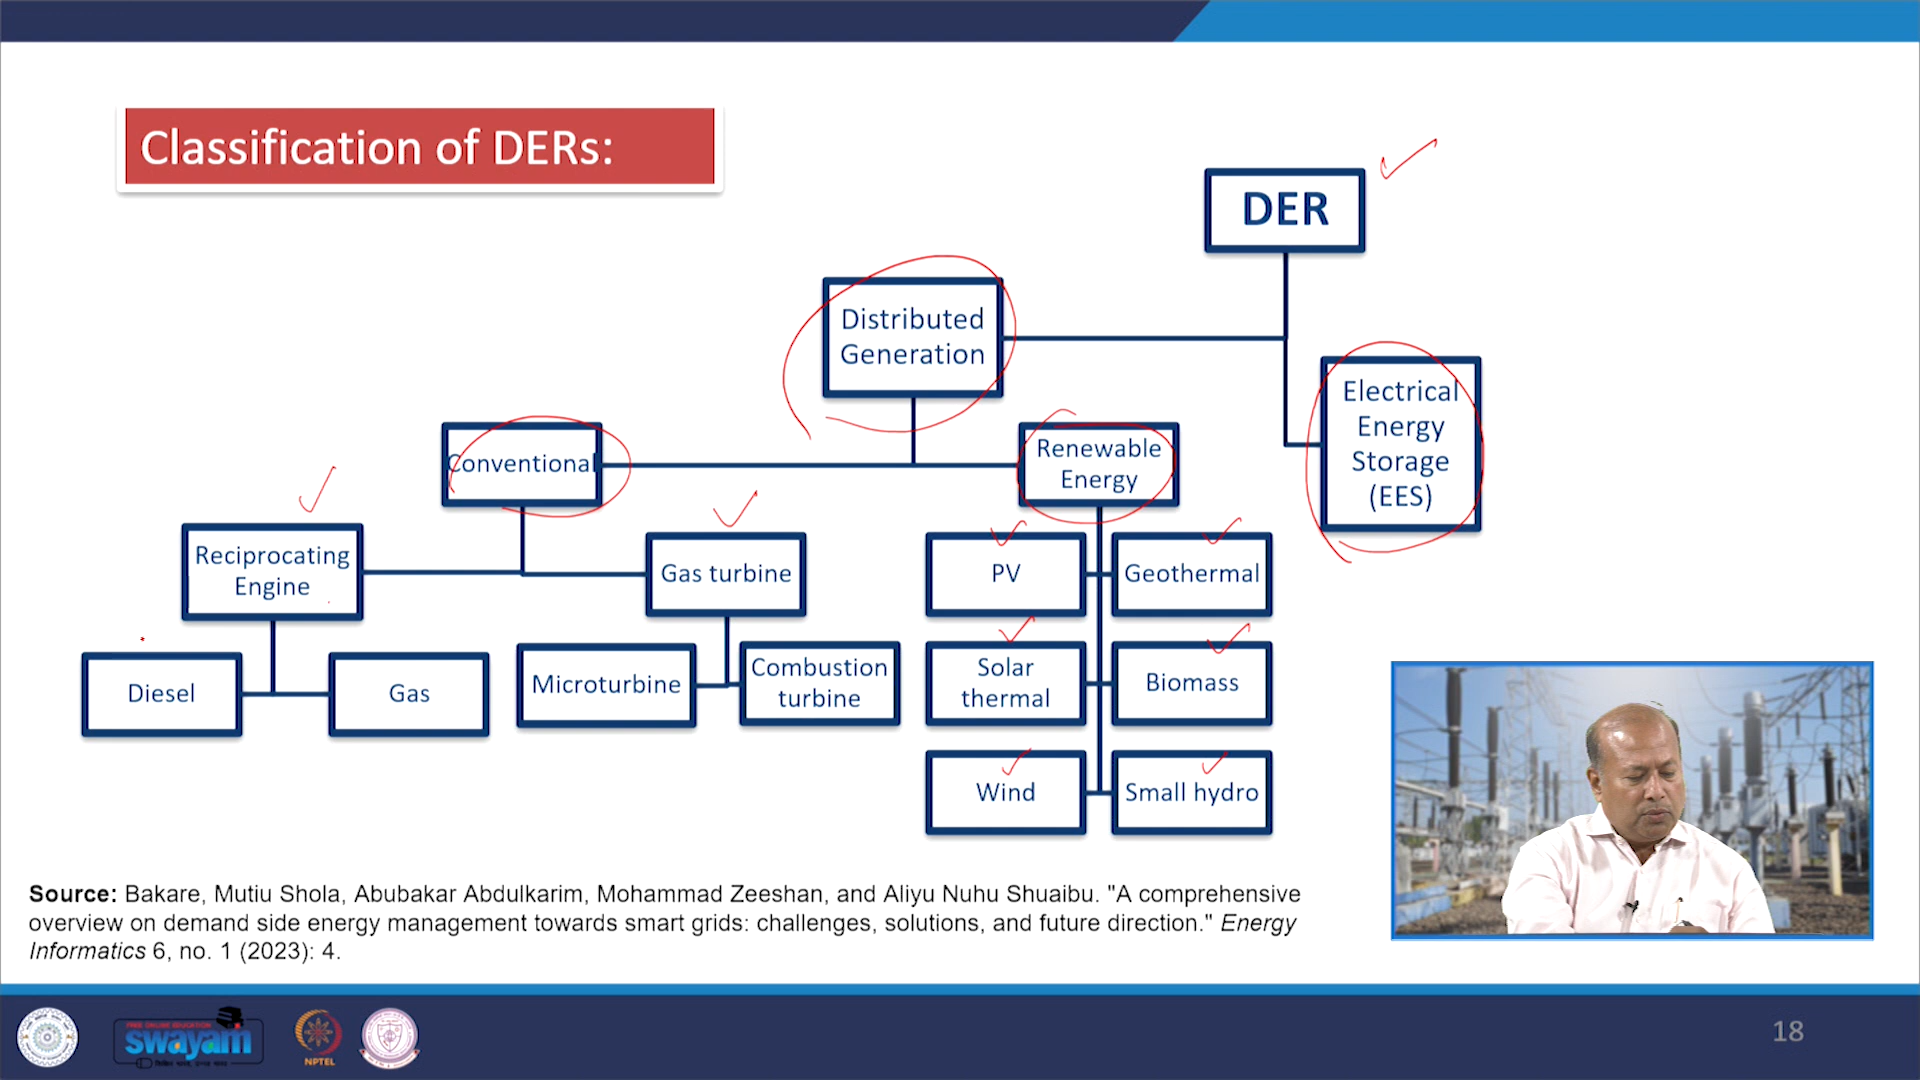 Classification of DERs:
DER
Distributed
Generation
Electrical
Energy
Storage
(EES)
Conventional
Renewable
Energy
Reciprocating
Engine
Gas turbine
PV
Geothermal
Diesel
Gas
Microturbine
Combustion
turbine
Solar
thermal
Biomass
Wind
Small hydro
Source: Bakare, Mutiu Shola, Abubakar Abdulkarim, Mohammad Zeeshan, and Aliyu Nuhu Shuaibu. "A comprehensive
overview on demand side energy management towards smart grids: challenges, solutions, and future direction." Energy
Informatics 6, no. 1 (2023): 4.
FREE ONLINE EDUCATION
swayam
NPTEL
18